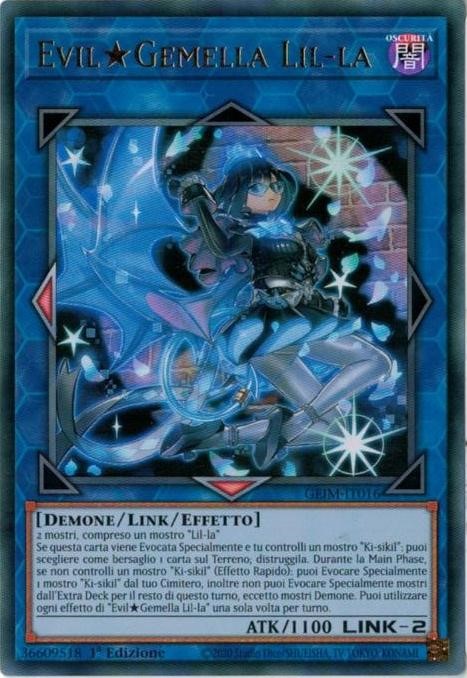 EVIL★GEMELLA LIL-LA
OSCURITÀ
闇
GEIM-IT016
[DEMONE/LINK/EFFETTO]
2 mostri, compreso un mostro "Lil-la"
Se questa carta viene Evocata Specialmente e tu controlli un mostro "Ki-sikil": puoi
scegliere come bersaglio 1 carta sul Terreno; distruggila. Durante la Main Phase,
se non controlli un mostro "Ki-sikil" (Effetto Rapido): puoi Evocare Specialmente
1 mostro "Ki-sikil" dal tuo Cimitero, inoltre non puoi Evocare Specialmente mostri
dall'Extra Deck per il resto di questo turno, eccetto mostri Demone. Puoi utilizzare
ogni effetto di "Evil★Gemella Lil-la" una sola volta per turno.
ATK/1100 LINK-2
36609518 1ª Edizione ©2020 Studio Dice/SHUEISHA, TV TOKYO, KONAMI